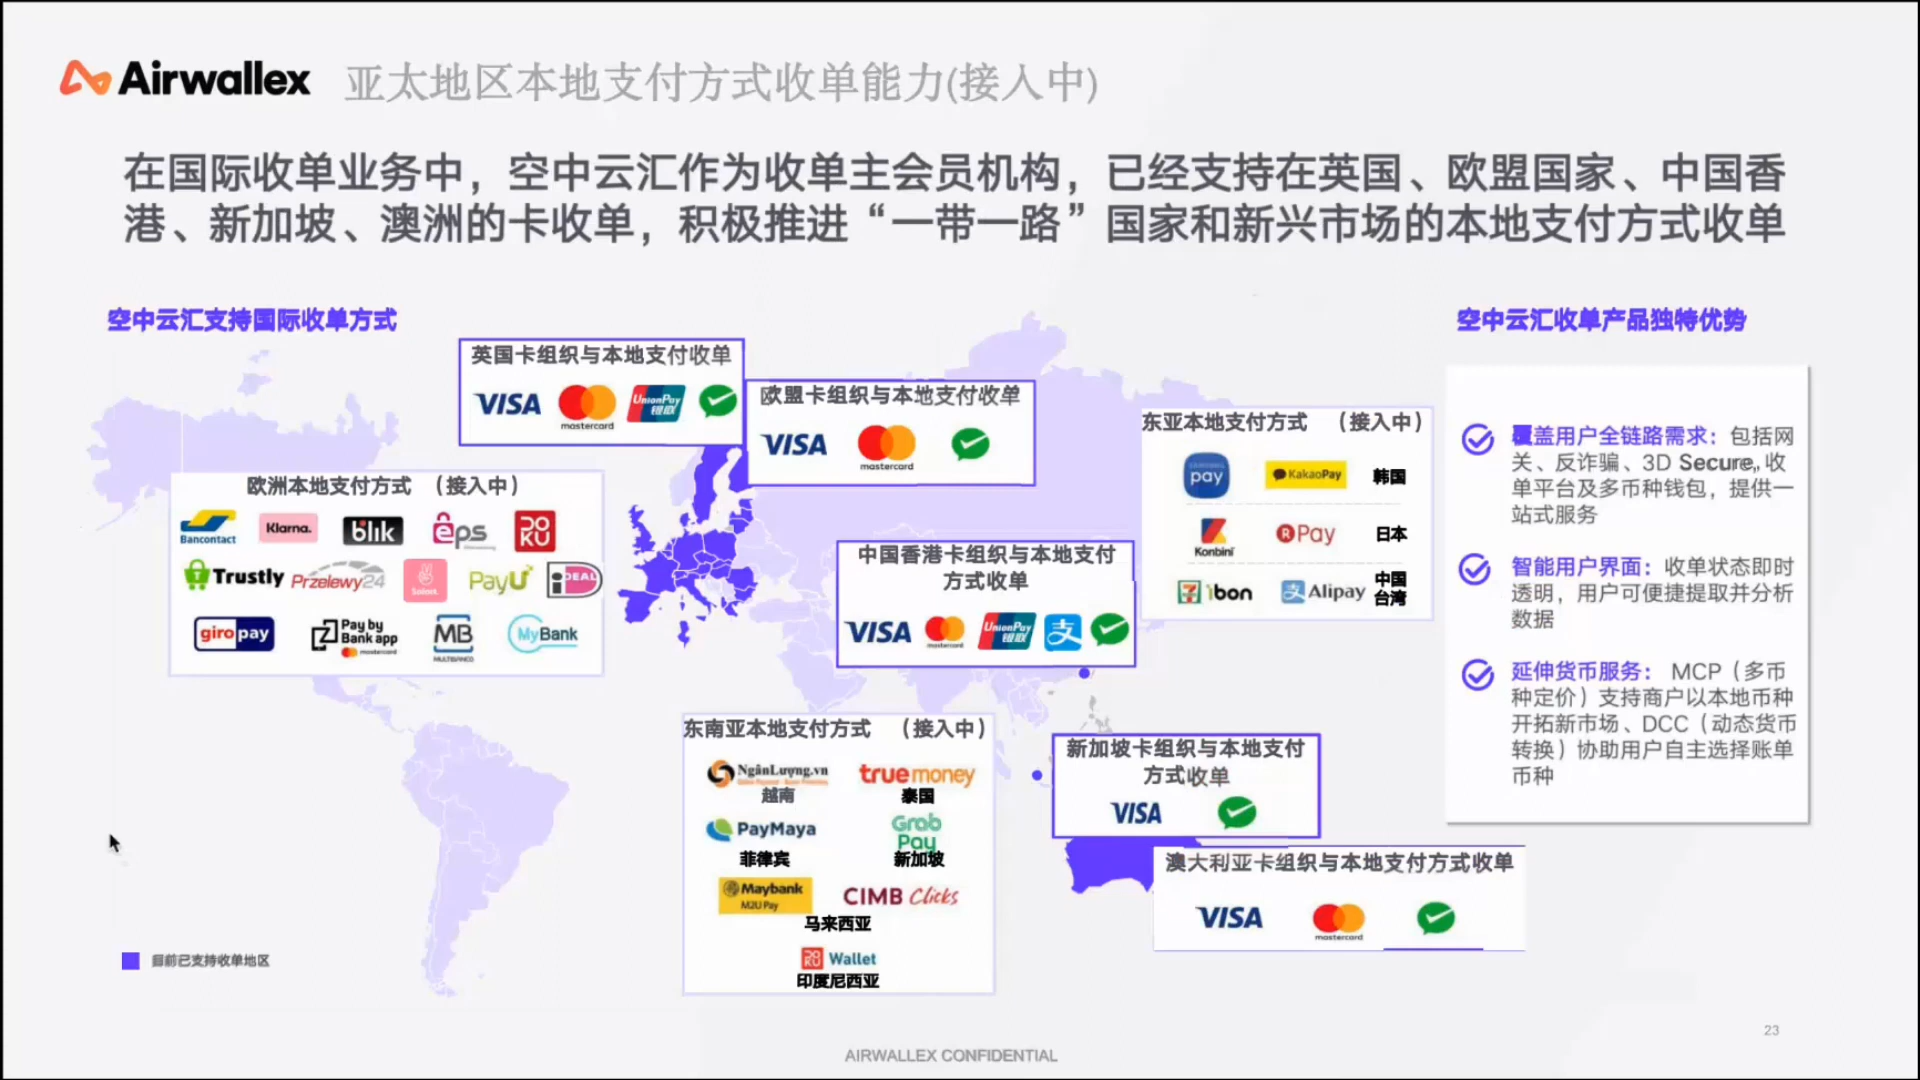 Airwallex 亚太地区本地支付方式收单能力(接入中)
在国际收单业务中，空中云汇作为收单主会员机构，已经支持在英国、欧盟国家、中国香
港、新加坡、澳洲的卡收单，积极推进“一带一路”国家和新兴市场的本地支付方式收单
空中云汇支持国际收单方式
英国卡组织与本地支付收单
VISA mastercard UnionPay 银联
欧盟卡组织与本地支付收单
VISA mastercard
欧洲本地支付方式 （接入中）
Bancontact Klarna. blik eps DOKU
Trustly Przelewy24 Sofort. PayU iDEAL
giropay Pay by Bank app mastercard MB MULTIBANCO MyBank
中国香港卡组织与本地支付
方式收单
VISA mastercard UnionPay 银联 支
东亚本地支付方式 （接入中）
SAMSUNG pay KakaoPay 韩国
Konbini R Pay 日本
7 ibon 支 Alipay 中国
台湾
东南亚本地支付方式 （接入中）
NgânLượng.vn truemoney
越南 泰国
PayMaya Grab Pay
菲律宾 新加坡
Maybank M2U Pay CIMB Clicks
马来西亚
DOKU Wallet
印度尼西亚
新加坡卡组织与本地支付
方式收单
VISA
澳大利亚卡组织与本地支付方式收单
VISA mastercard
目前已支持收单地区
空中云汇收单产品独特优势
覆盖用户全链路需求：包括网
关、反诈骗、3D Secure,, 收
单平台及多币种钱包，提供一
站式服务
智能用户界面：收单状态即时
透明，用户可便捷提取并分析
数据
延伸货币服务： MCP（多币
种定价）支持商户以本地币种
开拓新市场、DCC（动态货币
转换）协助用户自主选择账单
币种
AIRWALLEX CONFIDENTIAL
23